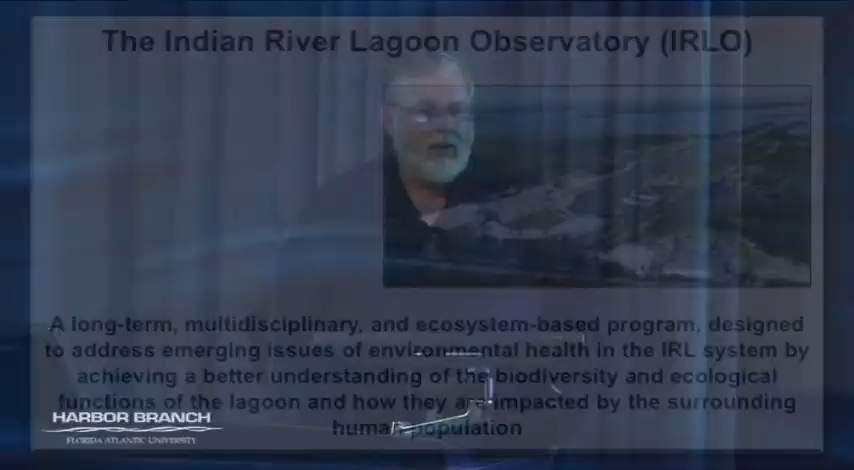 The Indian River Lagoon Observatory (IRLO)
A long-term, multidisciplinary, and ecosystem-based program, designed
to address emerging issues of environmental health in the IRL system by
achieving a better understanding of the biodiversity and ecological
functions of the lagoon and how they are impacted by the surrounding
human population
HARBOR BRANCH
FLORIDA ATLANTIC UNIVERSITY